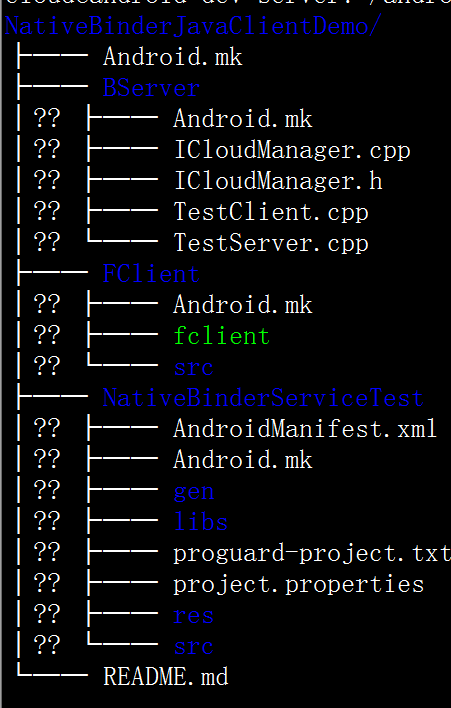 NativeBinderJavaClientDemo/
├── Android.mk
├── BServer
│ ?? ├── Android.mk
│ ?? ├── ICloudManager.cpp
│ ?? ├── ICloudManager.h
│ ?? ├── TestClient.cpp
│ ?? └── TestServer.cpp
├── FClient
│ ?? ├── Android.mk
│ ?? ├── fclient
│ ?? └── src
├── NativeBinderServiceTest
│ ?? ├── AndroidManifest.xml
│ ?? ├── Android.mk
│ ?? ├── gen
│ ?? ├── libs
│ ?? ├── proguard-project.txt
│ ?? ├── project.properties
│ ?? ├── res
│ ?? └── src
└── README.md